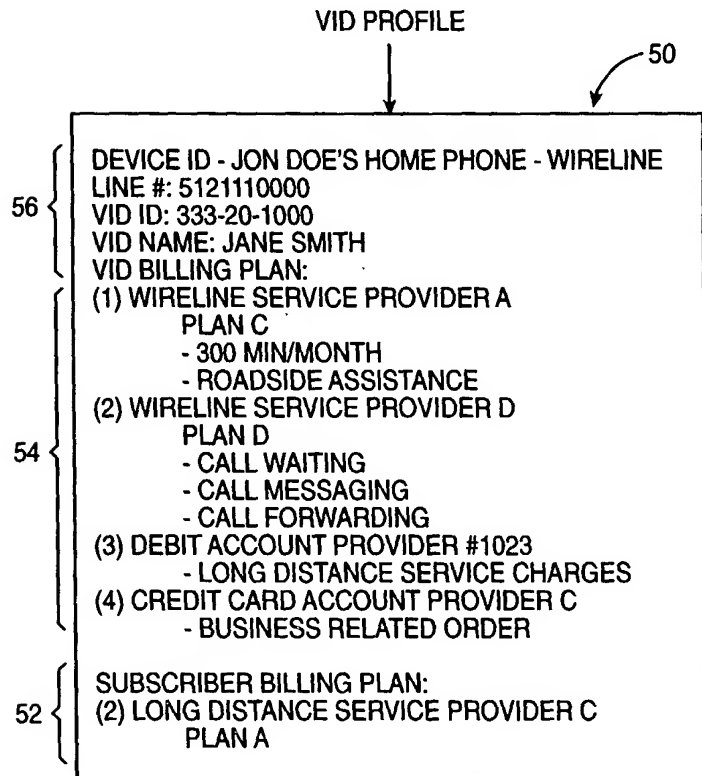 VID PROFILE
50
DEVICE ID - JON DOE'S HOME PHONE - WIRELINE
LINE #: 5121110000
56
VID ID: 333-20-1000
VID NAME: JANE SMITH
VID BILLING PLAN:
(1) WIRELINE SERVICE PROVIDER A
PLAN C
- 300 MIN/MONTH
- ROADSIDE ASSISTANCE
(2) WIRELINE SERVICE PROVIDER D
PLAN D
54
- CALL WAITING
- CALL MESSAGING
- CALL FORWARDING
(3) DEBIT ACCOUNT PROVIDER #1023
- LONG DISTANCE SERVICE CHARGES
(4) CREDIT CARD ACCOUNT PROVIDER C
- BUSINESS RELATED ORDER
SUBSCRIBER BILLING PLAN:
52
(2) LONG DISTANCE SERVICE PROVIDER C
PLAN A